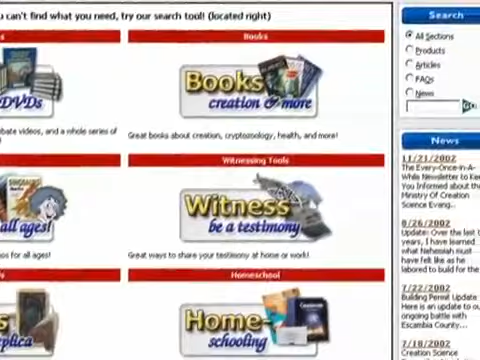 u can't find what you need, try our search tool! (located right)
s
Books
DVDs
Books
creation & more
bate videos, and a whole series of
Great books about creation, cryptozoology, health, and more!
Witnessing Tools
all ages!
Witness
be a testimony
os for all ages!
Great ways to share your testimony at home or work!
ls
Homeschool
s
replica
Home-
schooling
Search
All Sections
Products
Articles
FAQs
News
GO
News
11/21/2002
The Every-Once-in-A-
While Newsletter to Kee
You Informed about the
Ministry Of Creation
Science Evang...
8/26/2002
Update: Over the last t
years, I have learned
what Nehemiah must
have felt like as he
labored to build for the
7/22/2002
Building Permit Update
Here is an update to ou
ongoing battle with
Escambia County...
7/18/2002
Creation Science